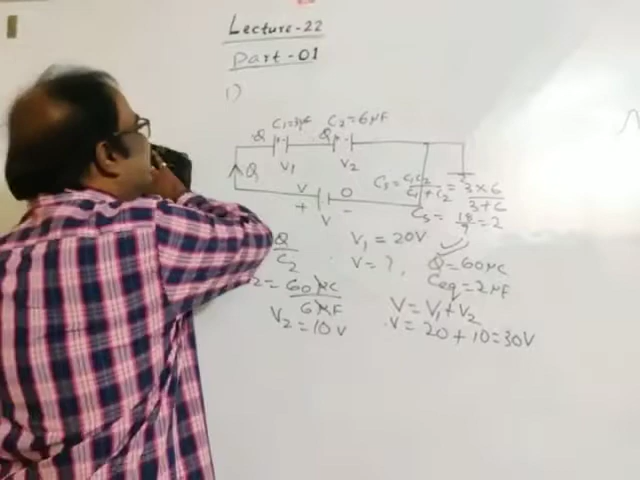 Lecture-22
Part-01
1)
C₁=3μF C₂=6μF
Q Q
V₁ V₂
Q V 0
+ V -
Cₛ = C₁C₂ / C₁ + C₂ = 3×6 / 3+6
Cₛ = 18/9 = 2
Q / C₂
V₁ = 20V
V = ? , Q = 60μC
Ceq = 2μF
2 = 60μC / 6μF
V₂ = 10V
V = V₁ + V₂
V = 20 + 10 = 30V